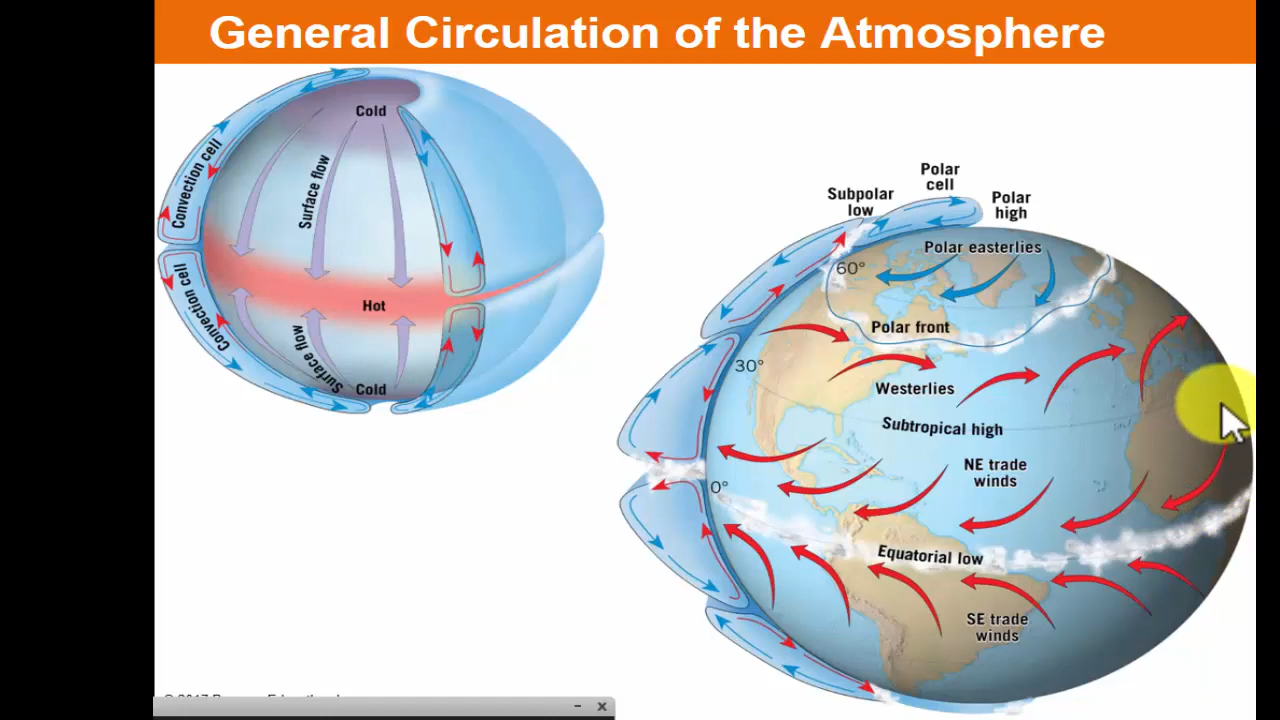 General Circulation of the Atmosphere
Cold
Convection cell
Surface flow
Hot
Convection cell
Surface flow
Cold
Polar
cell
Subpolar
low
Polar
high
Polar easterlies
60°
Polar front
30°
Westerlies
Subtropical high
NE trade
winds
0°
Equatorial low
SE trade
winds